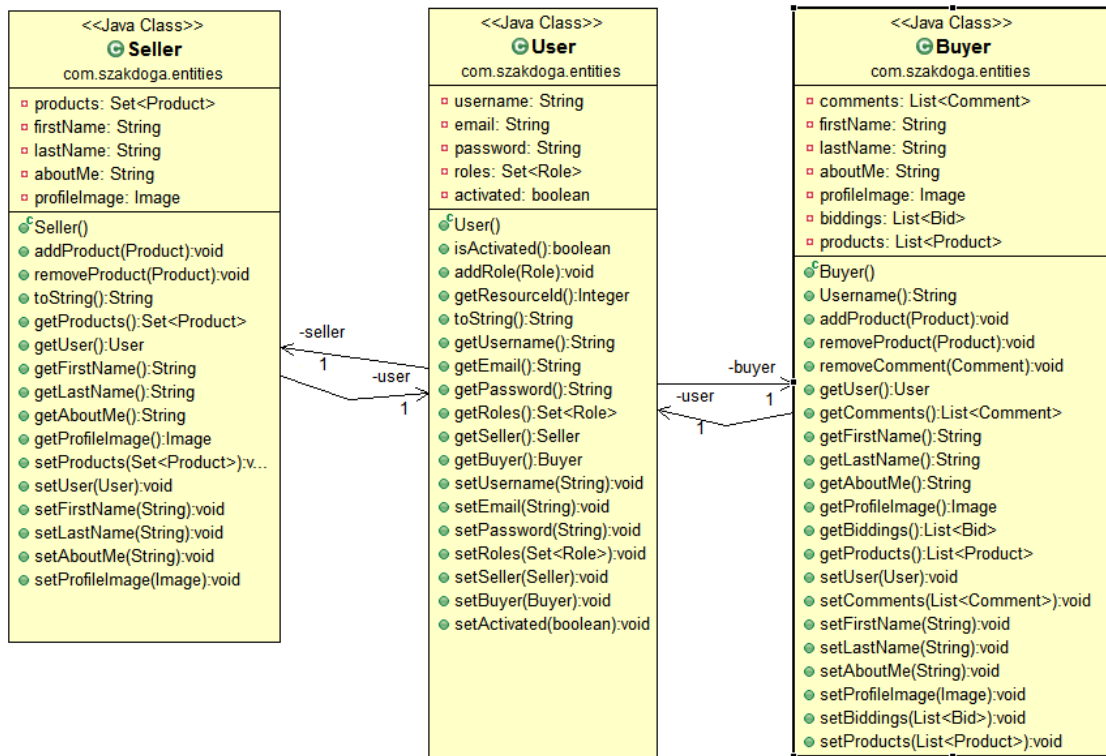 <<Java Class>>
Seller
com.szakdoga.entities
products: Set<Product>
firstName: String
lastName: String
aboutMe: String
profileImage: Image
Seller()
addProduct(Product):void
removeProduct(Product):void
toString():String
getProducts():Set<Product>
getUser():User
getFirstName():String
getLastName():String
getAboutMe():String
getProfileImage():Image
setProducts(Set<Product>):v...
setUser(User):void
setFirstName(String):void
setLastName(String):void
setAboutMe(String):void
setProfileImage(Image):void
-seller
1
-user
1
<<Java Class>>
User
com.szakdoga.entities
username: String
email: String
password: String
roles: Set<Role>
activated: boolean
User()
isActivated():boolean
addRole(Role):void
getResourceId():Integer
toString():String
getUsername():String
getEmail():String
getPassword():String
getRoles():Set<Role>
getSeller():Seller
getBuyer():Buyer
setUsername(String):void
setEmail(String):void
setPassword(String):void
setRoles(Set<Role>):void
setSeller(Seller):void
setBuyer(Buyer):void
setActivated(boolean):void
-buyer
1
-user
1
<<Java Class>>
Buyer
com.szakdoga.entities
comments: List<Comment>
firstName: String
lastName: String
aboutMe: String
profileImage: Image
biddings: List<Bid>
products: List<Product>
Buyer()
Username():String
addProduct(Product):void
removeProduct(Product):void
removeComment(Comment):void
getUser():User
getComments():List<Comment>
getFirstName():String
getLastName():String
getAboutMe():String
getProfileImage():Image
getBiddings():List<Bid>
getProducts():List<Product>
setUser(User):void
setComments(List<Comment>):void
setFirstName(String):void
setLastName(String):void
setAboutMe(String):void
setProfileImage(Image):void
setBiddings(List<Bid>):void
setProducts(List<Product>):void